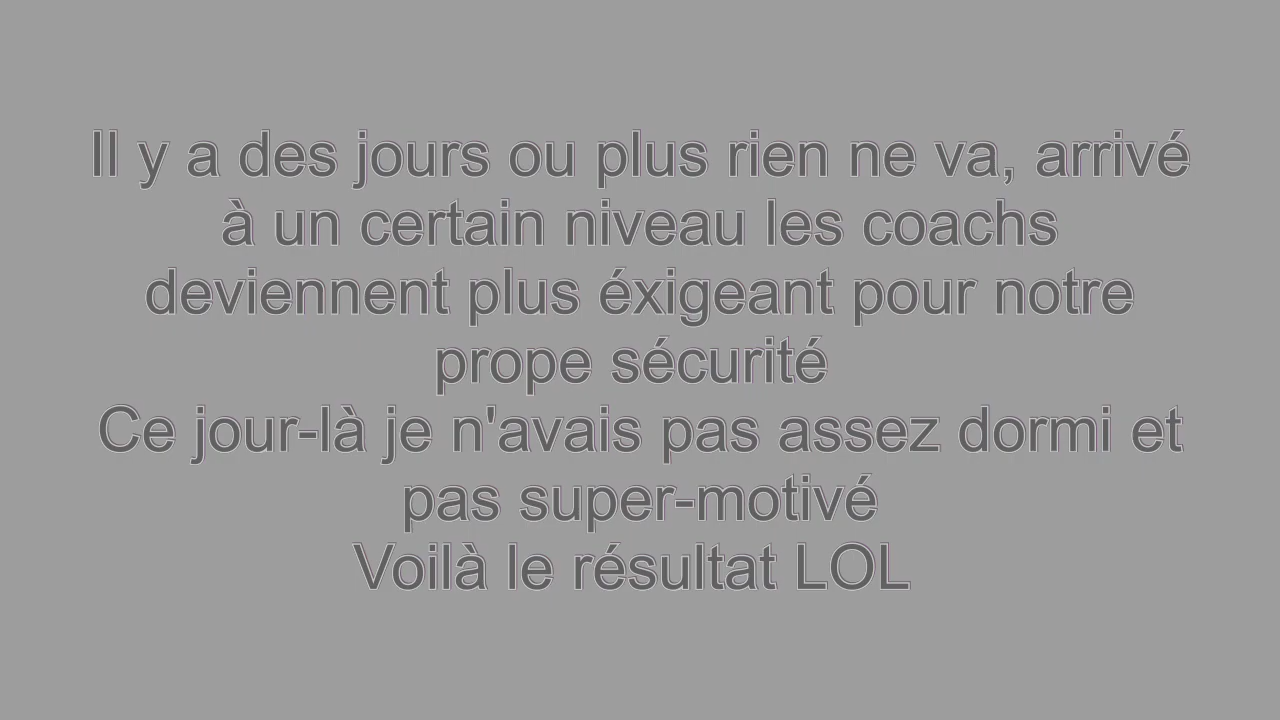 Il y a des jours ou plus rien ne va, arrivé
à un certain niveau les coachs
deviennent plus éxigeant pour notre
prope sécurité
Ce jour-là je n'avais pas assez dormi et
pas super-motivé
Voilà le résultat LOL